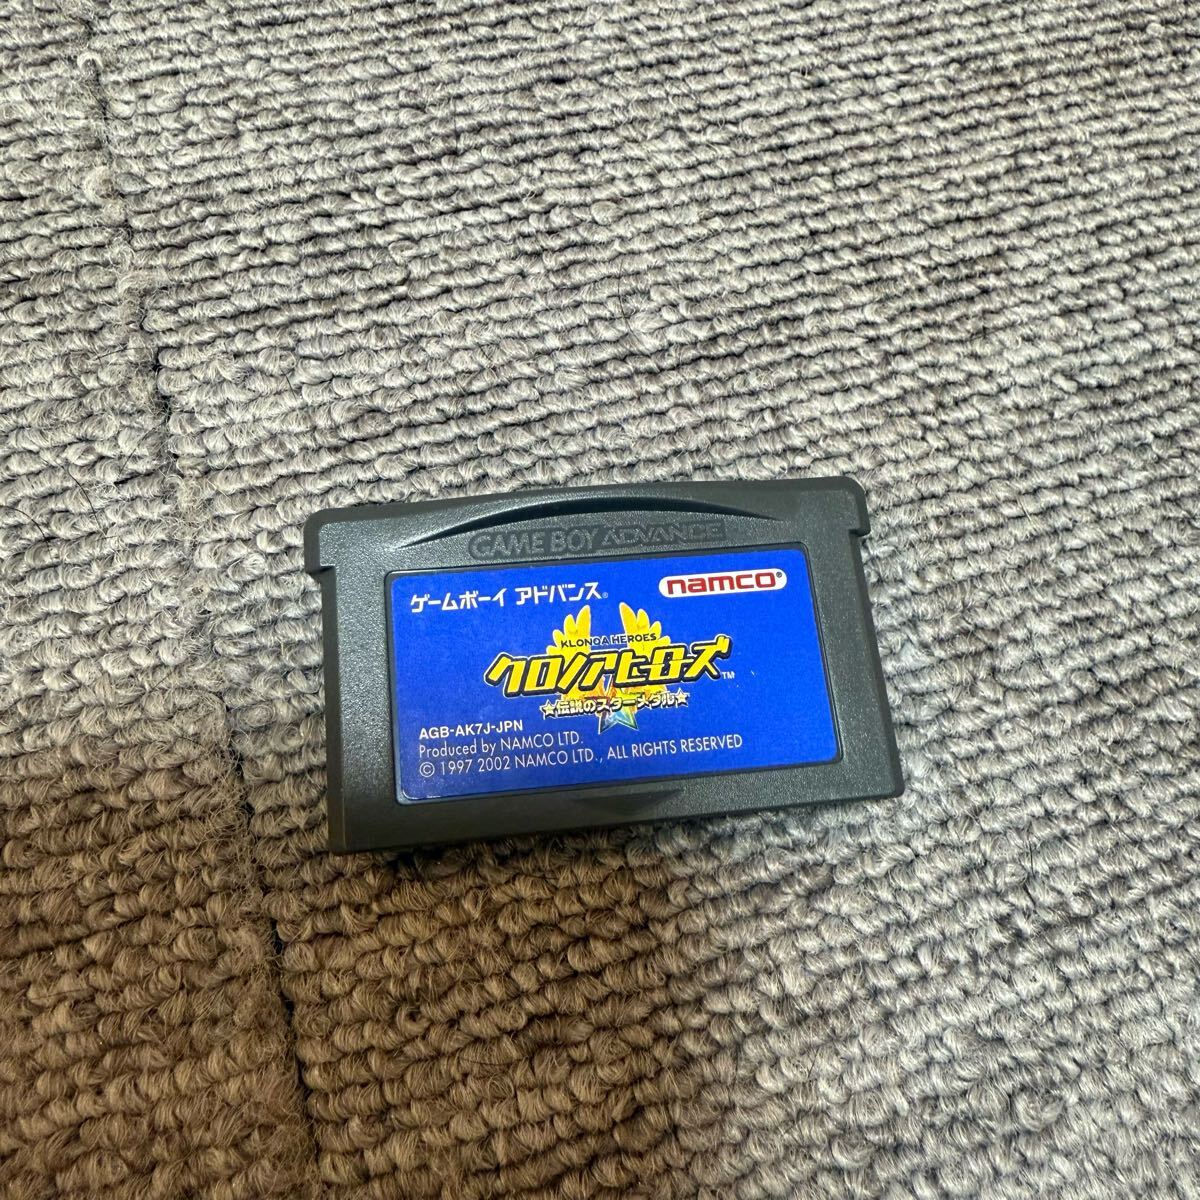 GAME BOY ADVANCE
ゲームボーイ アドバンス®
namco®
KLONOA HEROES
クロノアヒーローズ™
☆伝説のスターメダル☆
AGB-AK7J-JPN
Produced by NAMCO LTD.
© 1997 2002 NAMCO LTD., ALL RIGHTS RESERVED